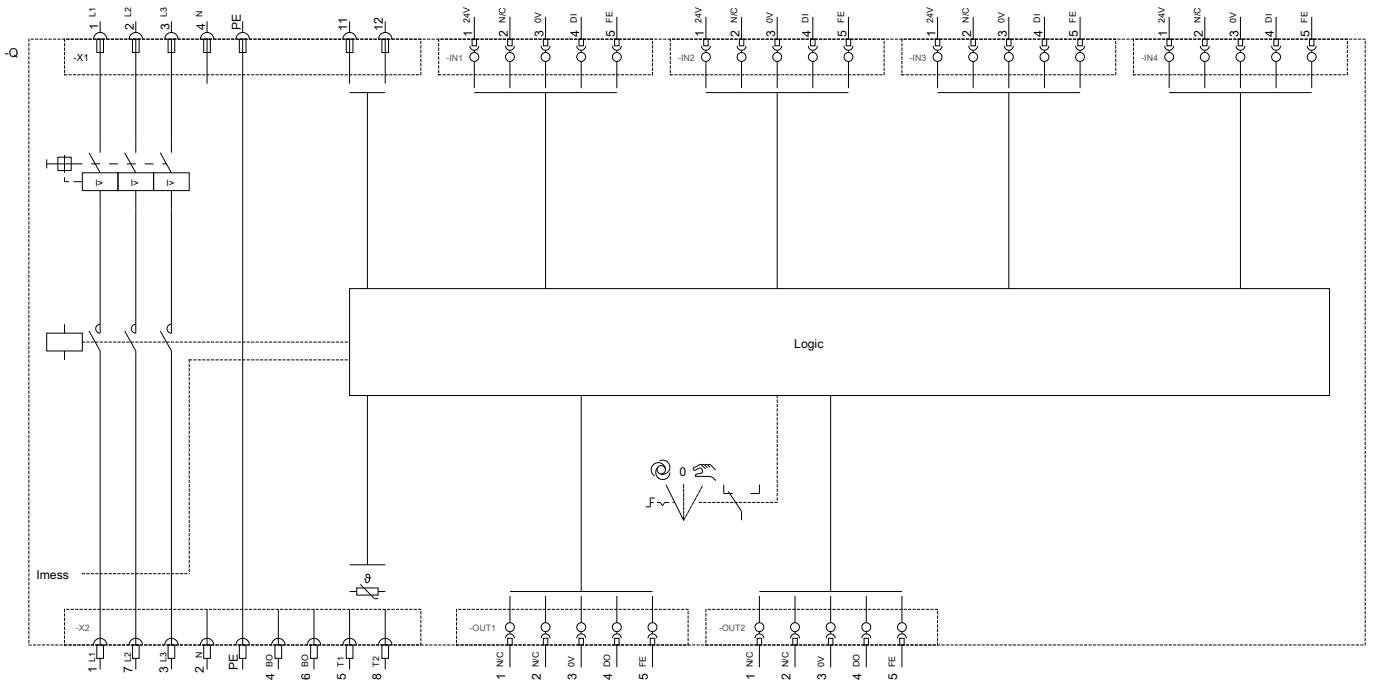 -Q
1 L1
2 L2
3 L3
4 N
PE
11
12
-X1
1 24V
2 N/C
3 0V
4 DI
5 FE
-IN1
1 24V
2 N/C
3 0V
4 DI
5 FE
-IN2
1 24V
2 N/C
3 0V
4 DI
5 FE
-IN3
1 24V
2 N/C
3 0V
4 DI
5 FE
-IN4
I>
I>
I>
Logic
0
Imess
ϑ
-X2
1 L1
7 L2
3 L3
2 N
PE
4 BO
6 BO
5 T1
8 T2
-OUT1
1 N/C
2 N/C
3 0V
4 DO
5 FE
-OUT2
1 N/C
2 N/C
3 0V
4 DO
5 FE